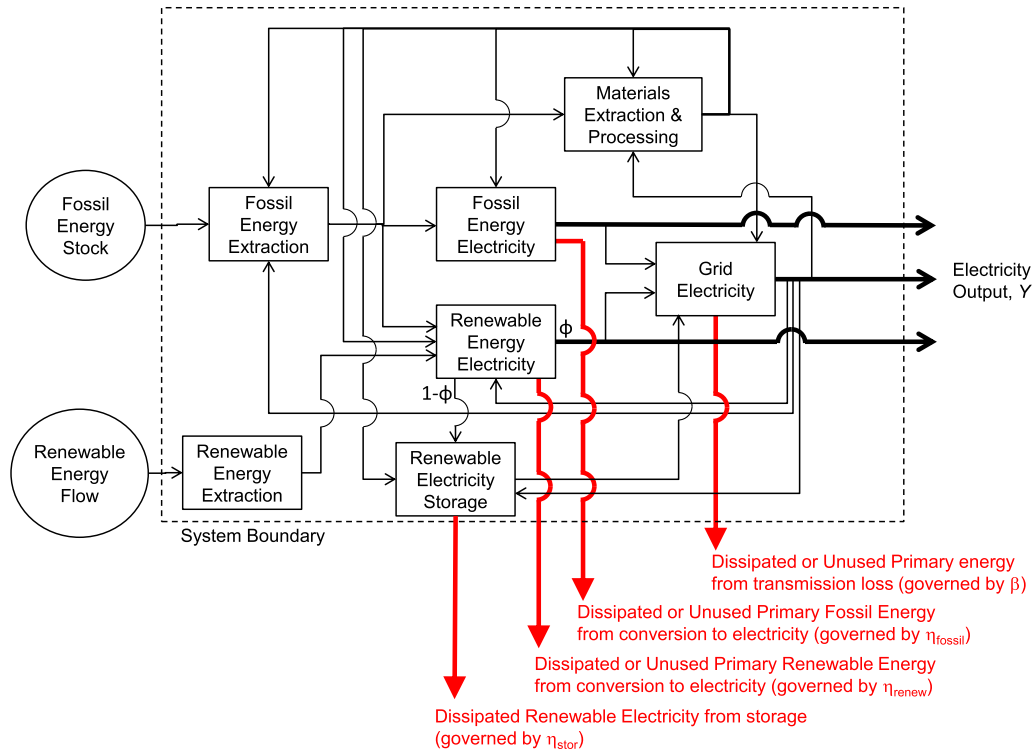 Materials
Extraction &
Processing
Fossil
Energy
Stock
Fossil
Energy
Extraction
Fossil
Energy
Electricity
Grid
Electricity
Electricity
Output, Y
Renewable
Energy
Electricity
ϕ
1-ϕ
Renewable
Energy
Flow
Renewable
Energy
Extraction
Renewable
Electricity
Storage
System Boundary
Dissipated or Unused Primary energy
from transmission loss (governed by β)
Dissipated or Unused Primary Fossil Energy
from conversion to electricity (governed by ηfossil)
Dissipated or Unused Primary Renewable Energy
from conversion to electricity (governed by ηrenew)
Dissipated Renewable Electricity from storage
(governed by ηstor)